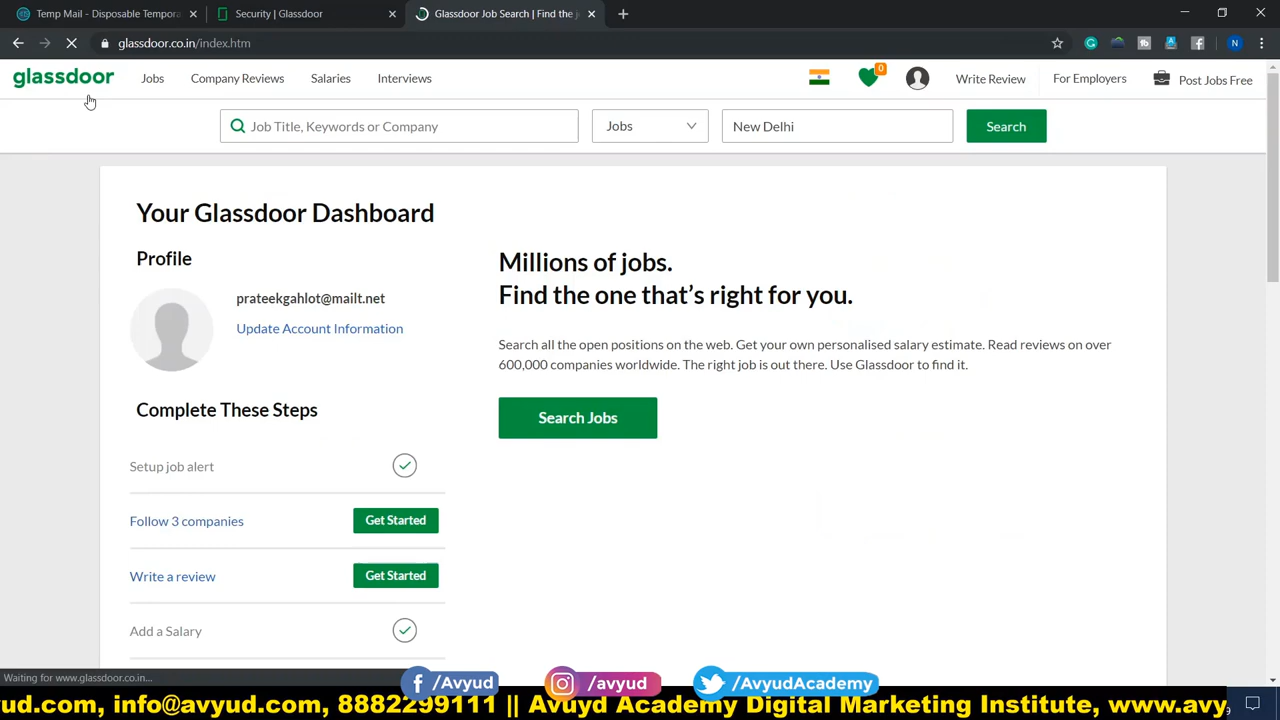 Temp Mail - Disposable Tempora
Security | Glassdoor
Glassdoor Job Search | Find the j
glassdoor.co.in/index.htm
N
glassdoor
Jobs
Company Reviews
Salaries
Interviews
0
Write Review
For Employers
Post Jobs Free
Job Title, Keywords or Company
Jobs
New Delhi
Search
Your Glassdoor Dashboard
Profile
prateekgahlot@mailt.net
Update Account Information
Millions of jobs.
Find the one that's right for you.
Search all the open positions on the web. Get your own personalised salary estimate. Read reviews on over
600,000 companies worldwide. The right job is out there. Use Glassdoor to find it.
Search Jobs
Complete These Steps
Setup job alert
Follow 3 companies
Get Started
Write a review
Get Started
Add a Salary
Waiting for www.glassdoor.co.in...
/Avyud
/avyud
/AvyudAcademy
ud.com, info@avyud.com, 8882299111 || Avuyd Academy Digital Marketing Institute, www.avy